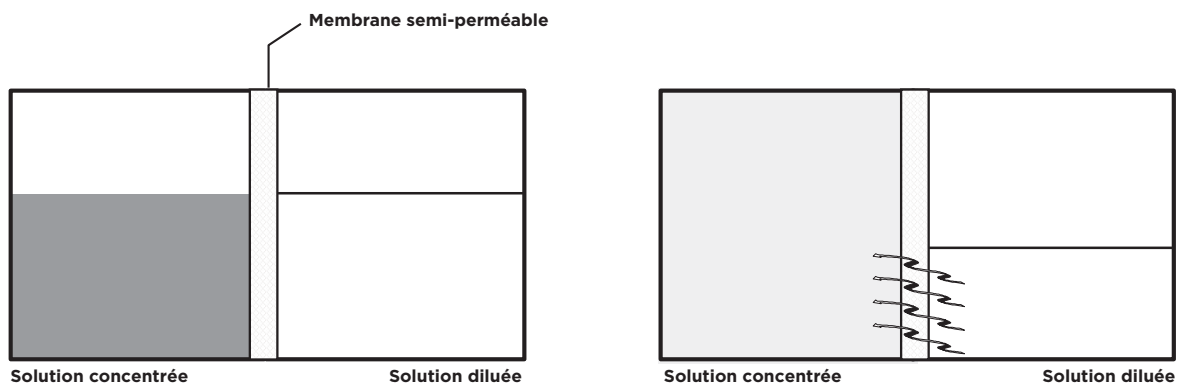 Membrane semi-perméable
Solution concentrée
Solution diluée
Solution concentrée
Solution diluée